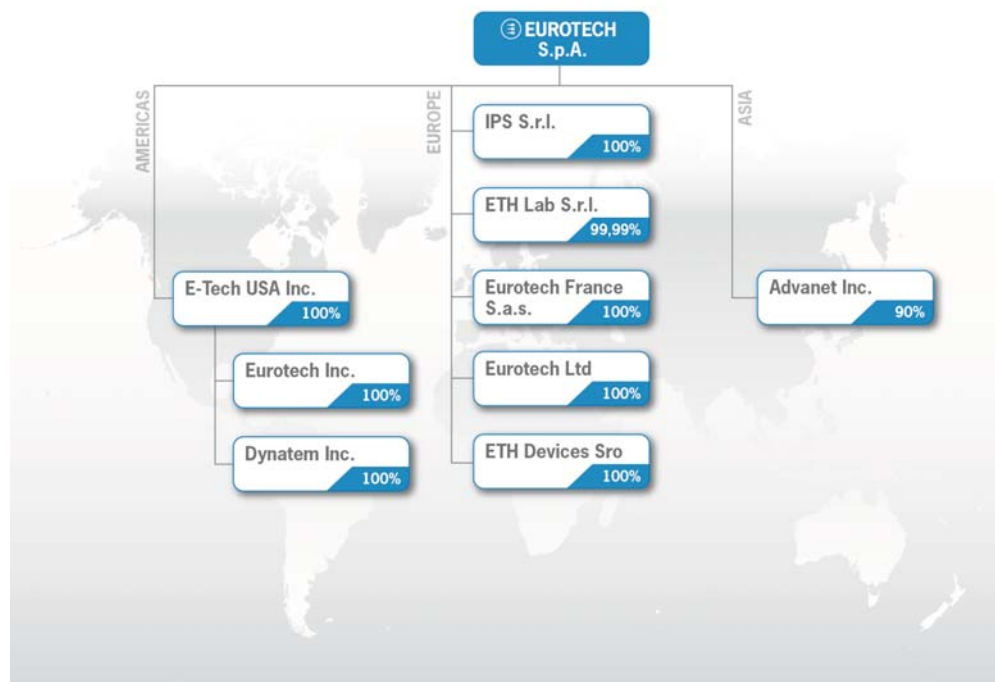 EUROTECH
S.p.A.
AMERICAS
E-Tech USA Inc.
100%
Eurotech Inc.
100%
Dynatem Inc.
100%
EUROPE
IPS S.r.l.
100%
ETH Lab S.r.l.
99,99%
Eurotech France
S.a.s.
100%
Eurotech Ltd
100%
ETH Devices Sro
100%
ASIA
Advanet Inc.
90%